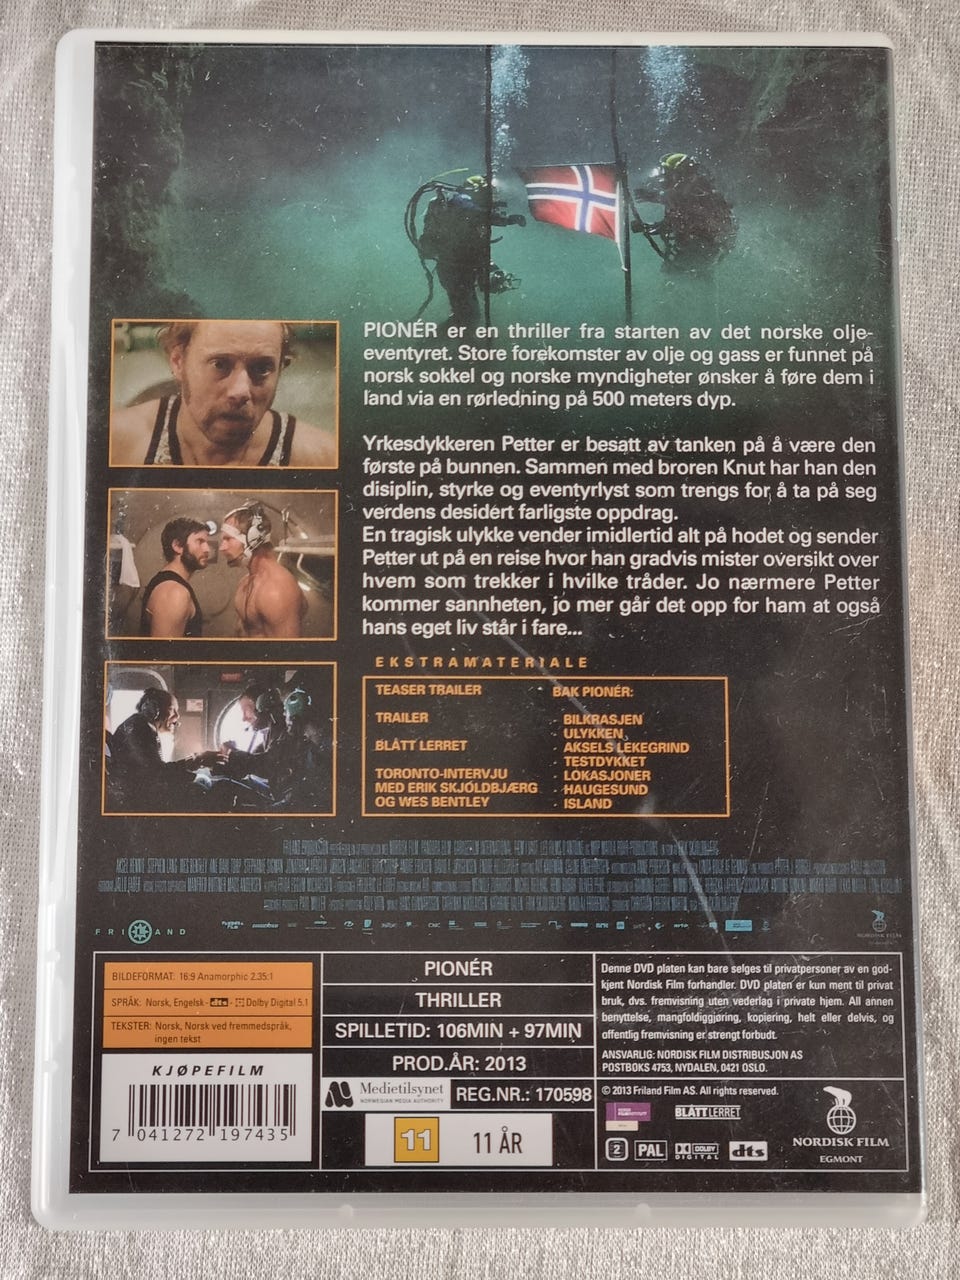 PIONÉR er en thriller fra starten av det norske olje-
eventyret. Store forekomster av olje og gass er funnet på
norsk sokkel og norske myndigheter ønsker å føre dem i
land via en rørledning på 500 meters dyp.
Yrkesdykkeren Petter er besatt av tanken på å være den
første på bunnen. Sammen med broren Knut har han den
disiplin, styrke og eventyrlyst som trengs for å ta på seg
verdens desidert farligste oppdrag.
En tragisk ulykke vender imidlertid alt på hodet og sender
Petter ut på en reise hvor han gradvis mister oversikt over
hvem som trekker i hvilke tråder. Jo nærmere Petter
kommer sannheten, jo mer går det opp for ham at også
hans eget liv står i fare...
EKSTRAMATERIALE
TEASER TRAILER
TRAILER
BLÅTT LERRET
TORONTO-INTERVJU
MED ERIK SKJOLDBJÆRG
OG WES BENTLEY
BAK PIONÉR:
- BILKRASJEN
- ULYKKEN
- AKSELS LEKEGRIND
- TESTDYKKET
- LOKASJONER
- HAUGESUND
- ISLAND
FRILAND
NORDISK FILM
BILDEFORMAT: 16:9 Anamorphic 2.35:1
SPRÅK: Norsk, Engelsk - dts - Dolby Digital 5.1
TEKSTER: Norsk, Norsk ved fremmedspråk,
ingen tekst
KJØPEFILM
7 041272 197435
PIONÉR
THRILLER
SPILLETID: 106MIN + 97MIN
PROD.ÅR: 2013
Medietilsynet
NORWEGIAN MEDIA AUTHORITY
REG.NR.: 170598
11 11 ÅR
Denne DVD platen kan bare selges til privatpersoner av en god-
kjent Nordisk Film forhandler. DVD platen er kun ment til privat
bruk, dvs. fremvisning uten vederlag i private hjem. All annen
benyttelse, mangfoldiggjøring, kopiering, helt eller delvis, og
offentlig fremvisning er strengt forbudt.
ANSVARLIG: NORDISK FILM DISTRIBUSJON AS
POSTBOKS 4753, NYDALEN, 0421 OSLO.
© 2013 Friland Film AS. All rights reserved.
BLÅTT LERRET
2 PAL DOLBY DIGITAL dts
NORDISK FILM
EGMONT